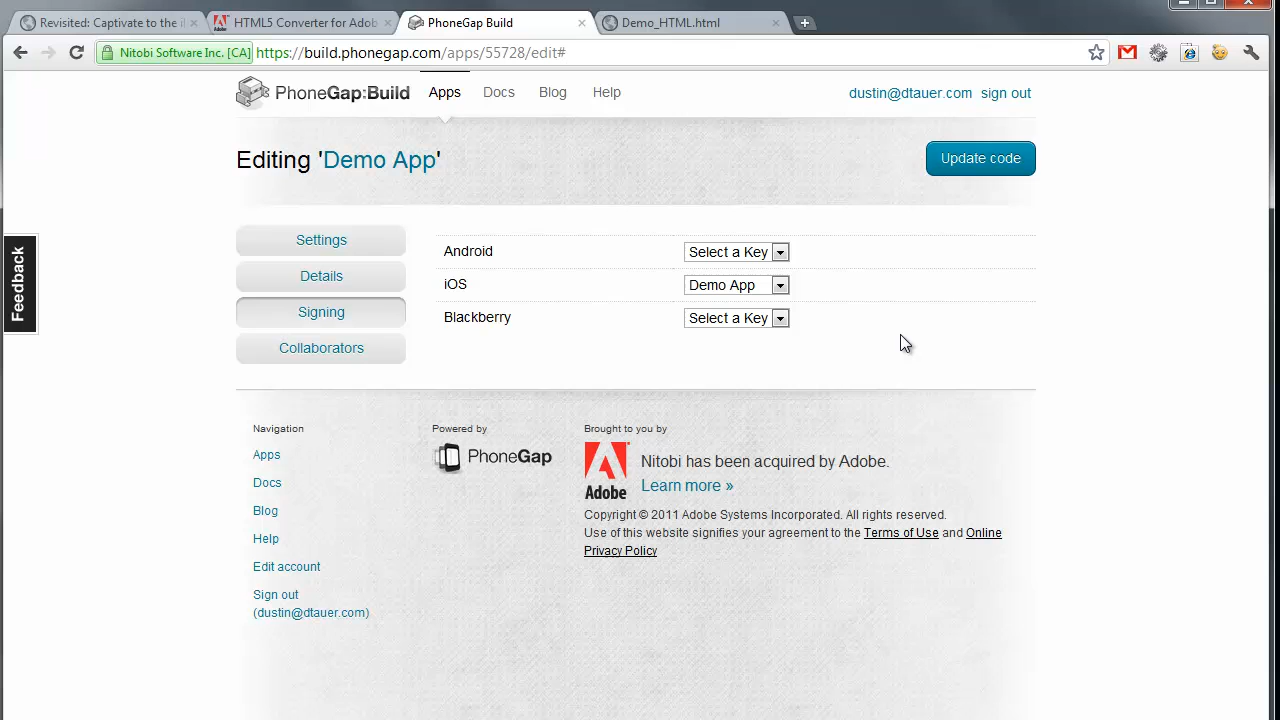 Revisited: Captivate to the i
HTML5 Converter for Adob
PhoneGap Build
Demo_HTML.html
Nitobi Software Inc. [CA] https://build.phonegap.com/apps/55728/edit#
PhoneGap:Build Apps Docs Blog Help dustin@dtauer.com sign out
Editing 'Demo App' Update code
Feedback
Settings
Details
Signing
Collaborators
Android Select a Key
iOS Demo App
Blackberry Select a Key
Navigation
Apps
Docs
Blog
Help
Edit account
Sign out
(dustin@dtauer.com)
Powered by
PhoneGap
Brought to you by
Adobe
Nitobi has been acquired by Adobe.
Learn more »
Copyright © 2011 Adobe Systems Incorporated. All rights reserved.
Use of this website signifies your agreement to the Terms of Use and Online
Privacy Policy